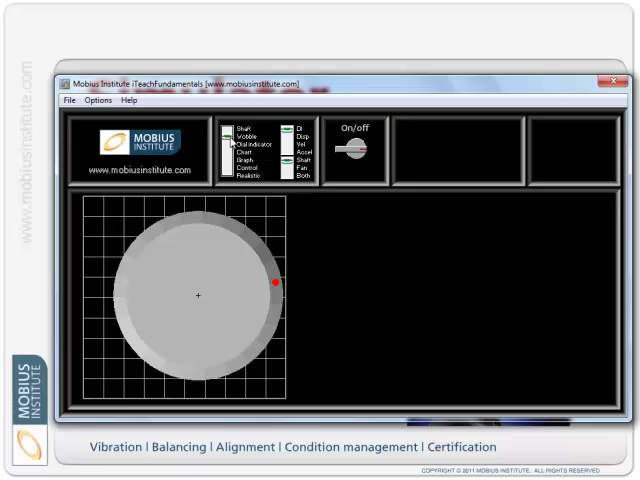 www.mobiusinstitute.com
Mobius Institute iTeachFundamentals [www.mobiusinstitute.com]
File Options Help
MOBIUS
INSTITUTE
www.mobiusinstitute.com
Shaft
Wobble
Dial indicator
Chart
Graph
Control
Realistic
DI
Disp
Vel
Accel
Shaft
Fan
Both
On/off
MOBIUS
INSTITUTE
Vibration | Balancing | Alignment | Condition management | Certification
COPYRIGHT © 2011 MOBIUS INSTITUTE. ALL RIGHTS RESERVED